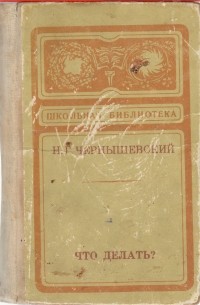 ШКОЛЬНАЯ БИБЛИОТЕКА
Н. Г. ЧЕРНЫШЕВСКИЙ
ЧТО ДЕЛАТЬ?